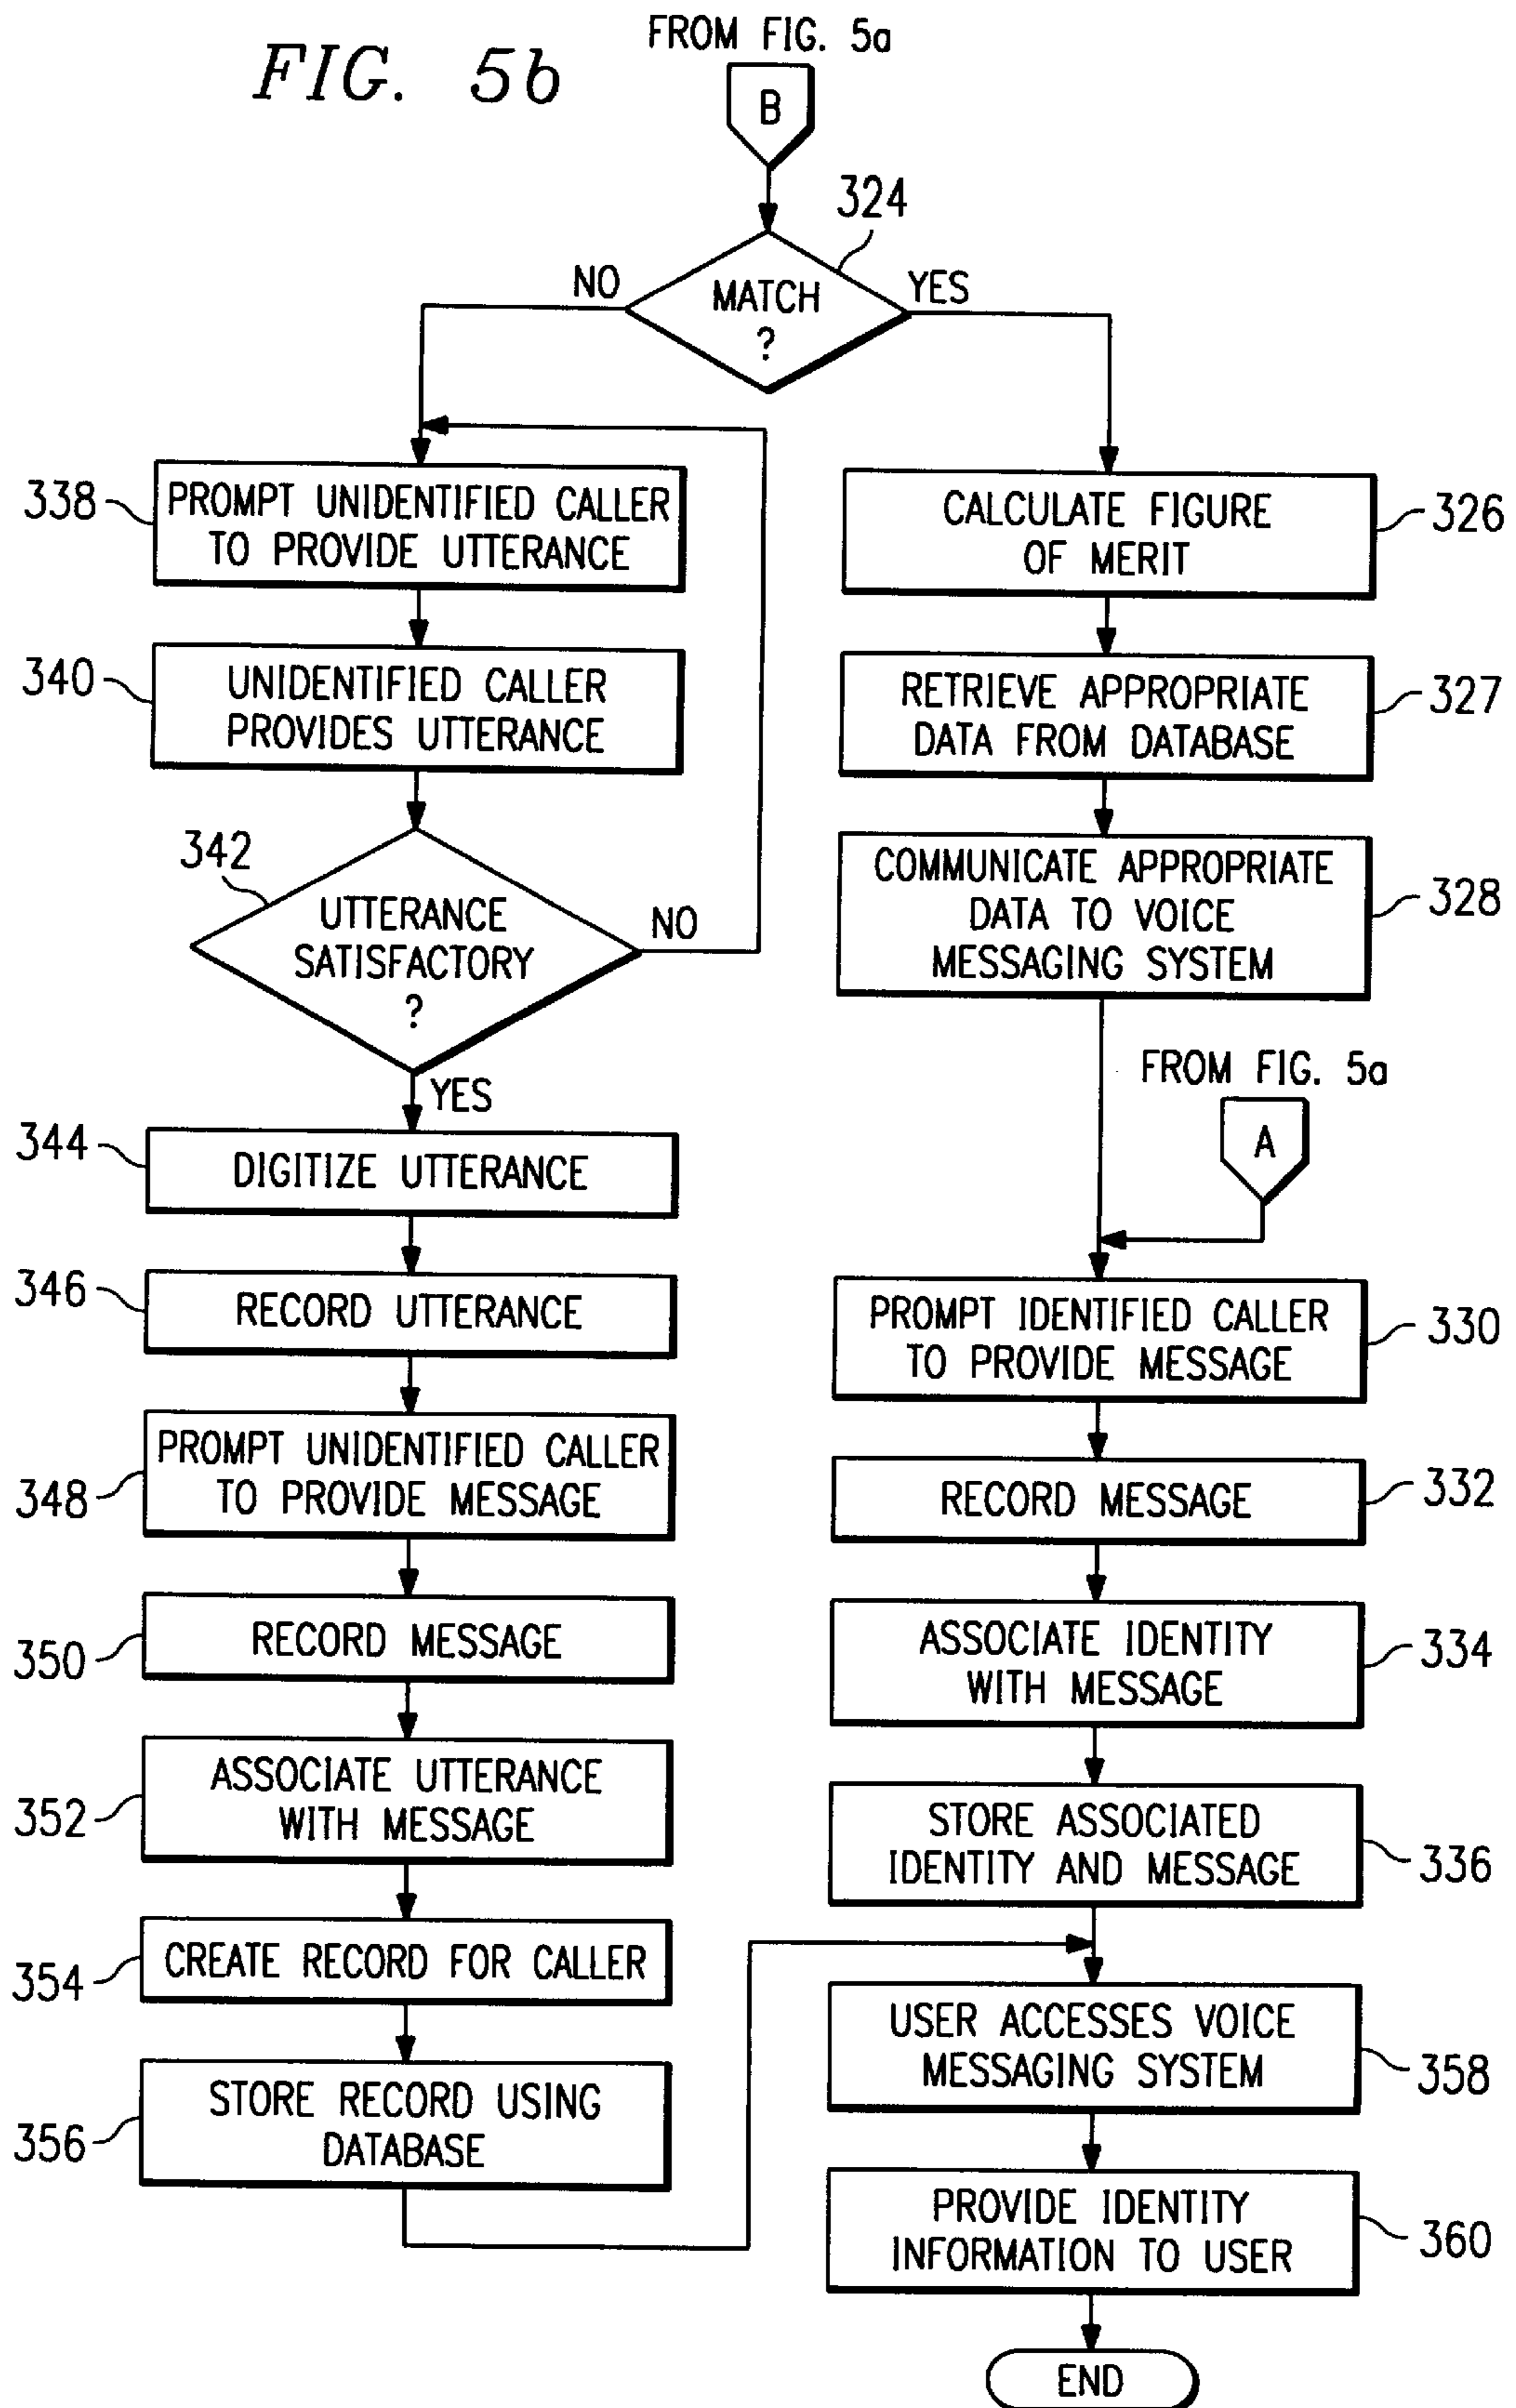 FIG. 5b
FROM FIG. 5a
B
324
MATCH
?
NO
YES
338
PROMPT UNIDENTIFIED CALLER
TO PROVIDE UTTERANCE
340
UNIDENTIFIED CALLER
PROVIDES UTTERANCE
342
UTTERANCE
SATISFACTORY
?
NO
YES
344
DIGITIZE UTTERANCE
346
RECORD UTTERANCE
348
PROMPT UNIDENTIFIED CALLER
TO PROVIDE MESSAGE
350
RECORD MESSAGE
352
ASSOCIATE UTTERANCE
WITH MESSAGE
354
CREATE RECORD FOR CALLER
356
STORE RECORD USING
DATABASE
CALCULATE FIGURE
OF MERIT
326
RETRIEVE APPROPRIATE
DATA FROM DATABASE
327
COMMUNICATE APPROPRIATE
DATA TO VOICE
MESSAGING SYSTEM
328
FROM FIG. 5a
A
PROMPT IDENTIFIED CALLER
TO PROVIDE MESSAGE
330
RECORD MESSAGE
332
ASSOCIATE IDENTITY
WITH MESSAGE
334
STORE ASSOCIATED
IDENTITY AND MESSAGE
336
USER ACCESSES VOICE
MESSAGING SYSTEM
358
PROVIDE IDENTITY
INFORMATION TO USER
360
END